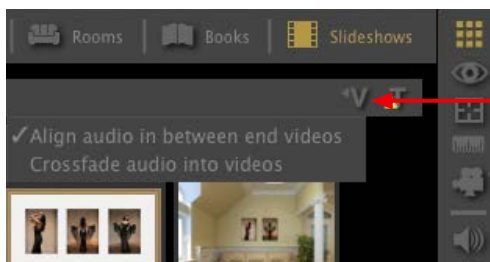 Rooms Books Slideshows
V T
✓Align audio in between end videos
Crossfade audio into videos